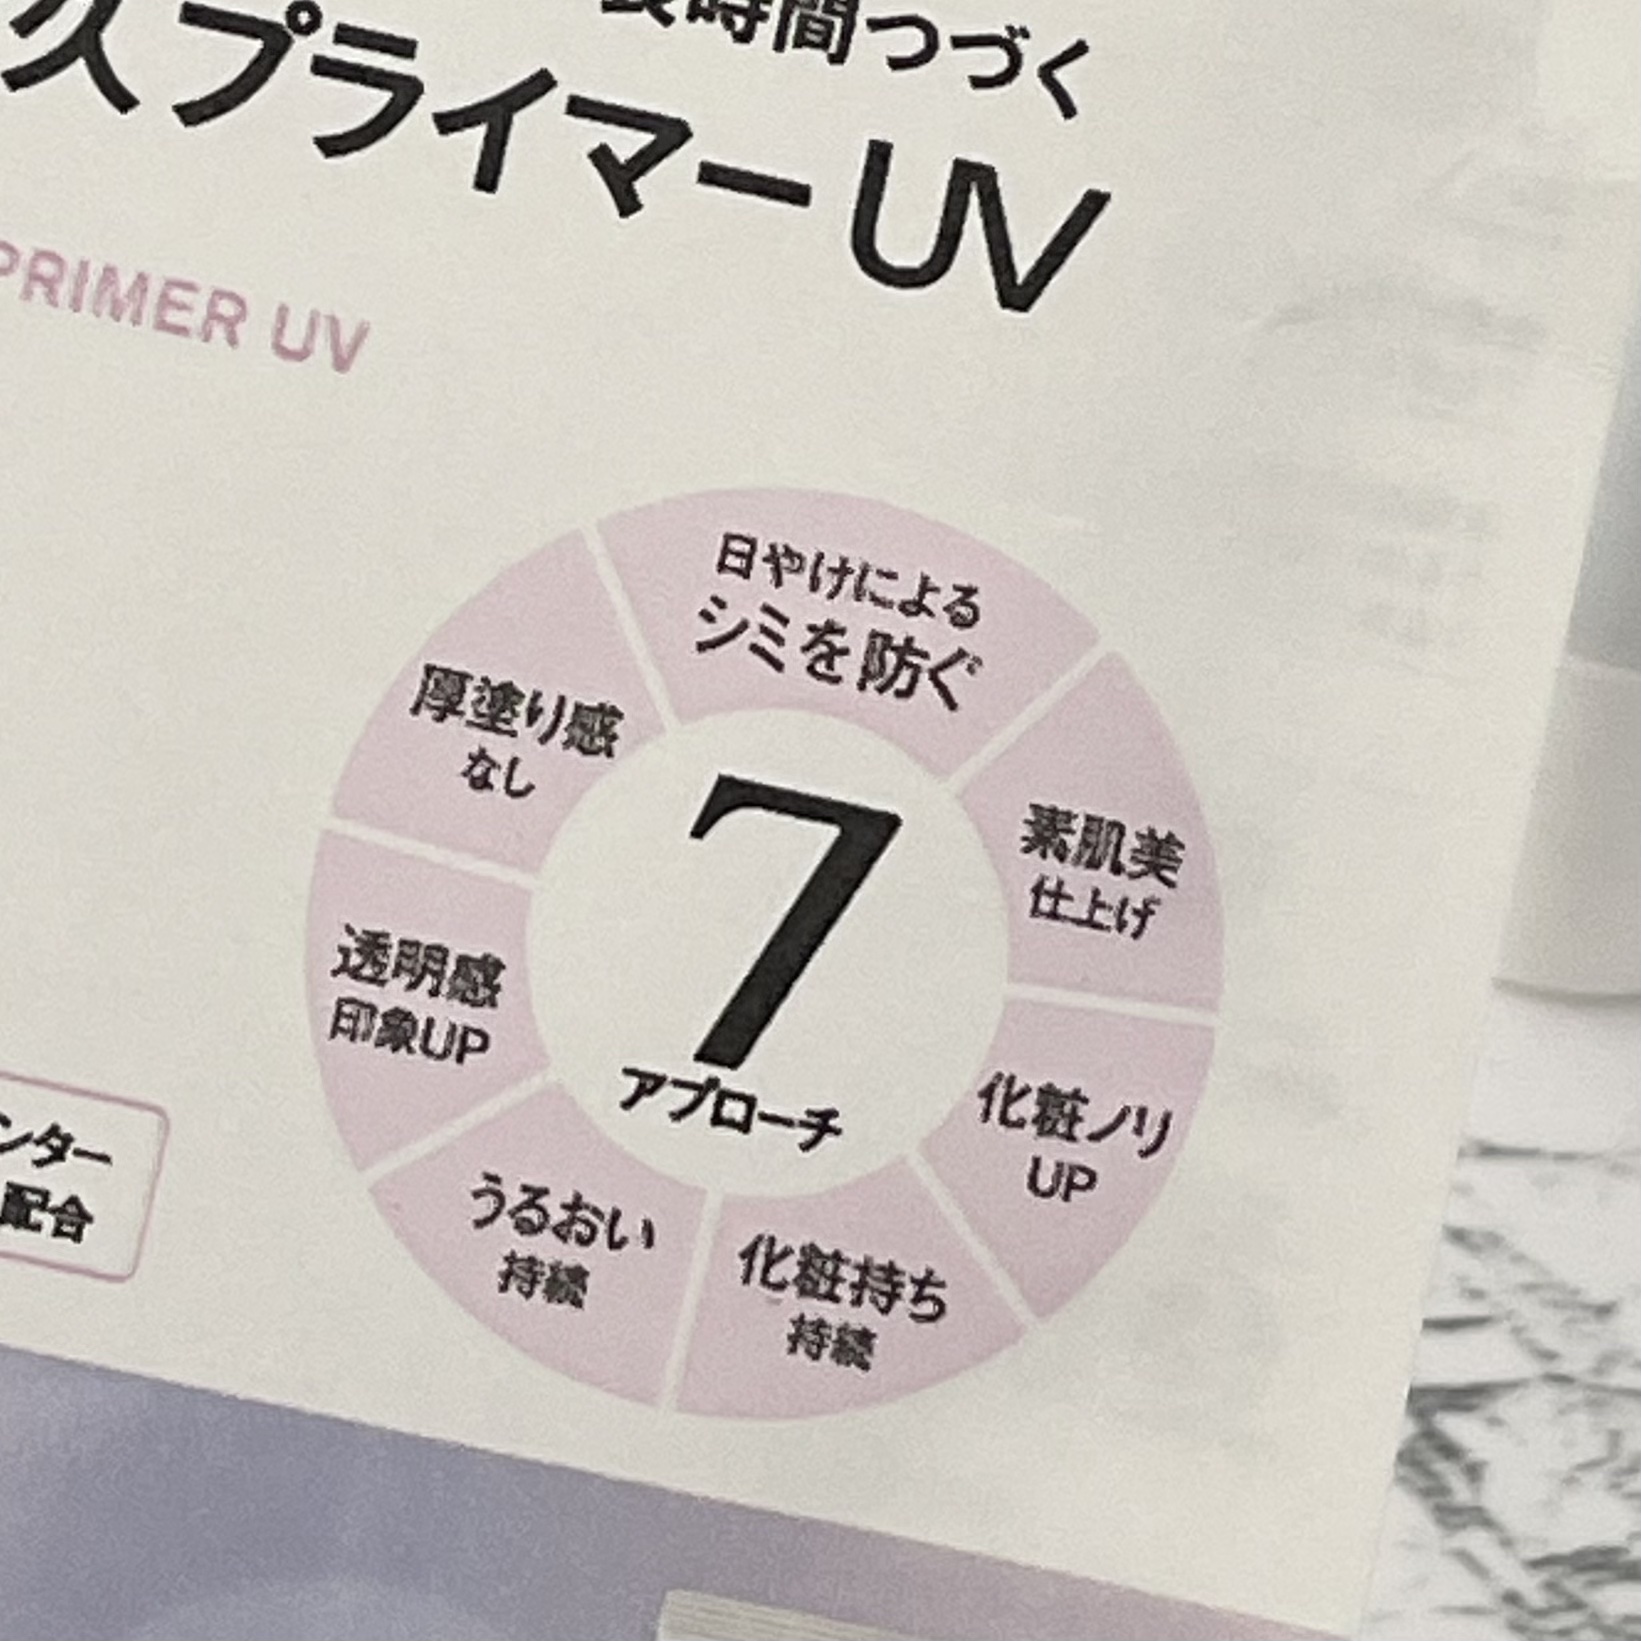 長時間つづく
久プライマーUV
PRIMER UV
日やけによる
シミを防ぐ
素肌美
仕上げ
化粧ノリ
UP
化粧持ち
持続
うるおい
持続
透明感
印象UP
厚塗り感
なし
7
アプローチ
ンター
配合